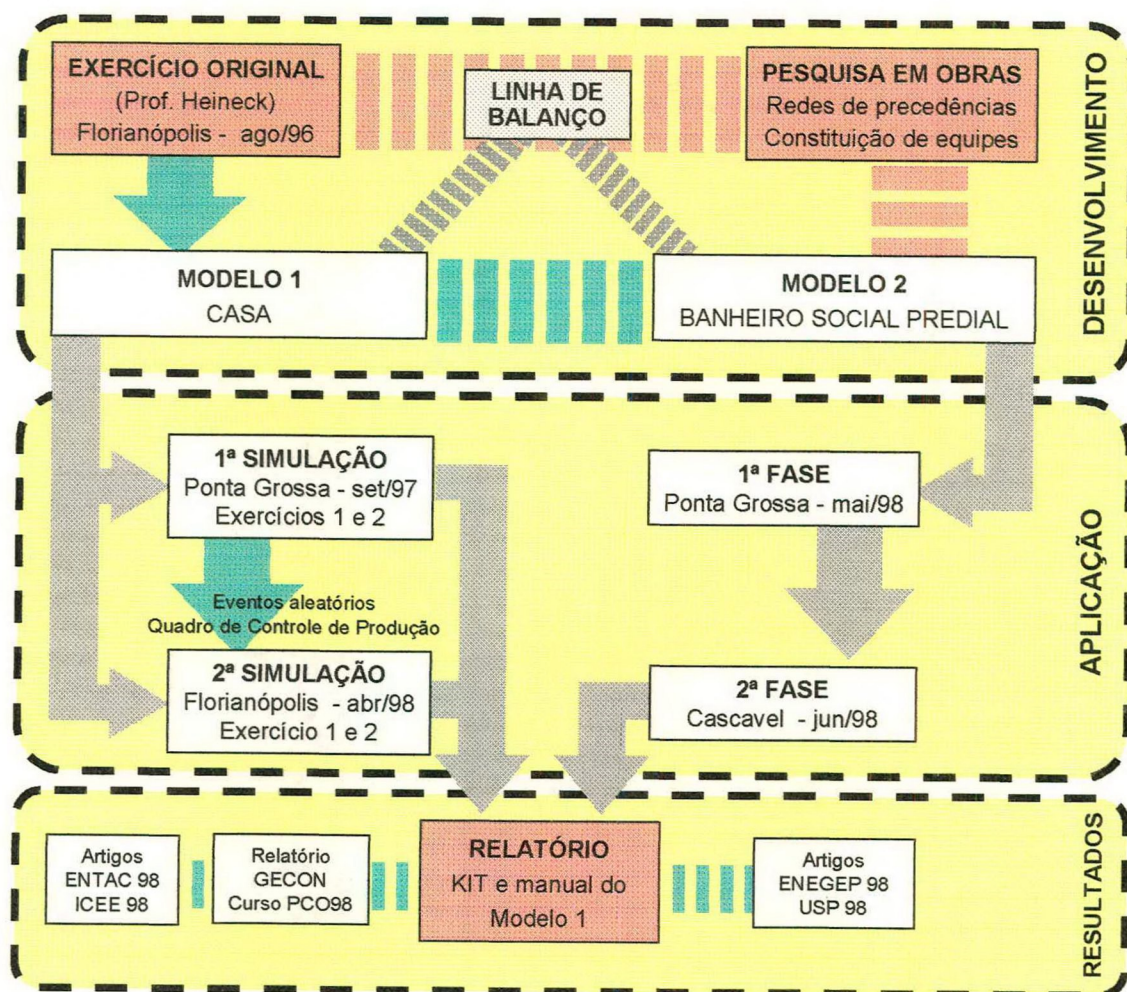 EXERCÍCIO ORIGINAL
(Prof. Heineck)
Florianópolis - ago/96
LINHA DE
BALANÇO
PESQUISA EM OBRAS
Redes de precedências
Constituição de equipes
MODELO 1
CASA
MODELO 2
BANHEIRO SOCIAL PREDIAL
DESENVOLVIMENTO
1ª SIMULAÇÃO
Ponta Grossa - set/97
Exercícios 1 e 2
1ª FASE
Ponta Grossa - mai/98
Eventos aleatórios
Quadro de Controle de Produção
2ª SIMULAÇÃO
Florianópolis - abr/98
Exercício 1 e 2
2ª FASE
Cascavel - jun/98
APLICAÇÃO
Artigos
ENTAC 98
ICEE 98
Relatório
GECON
Curso PCO98
RELATÓRIO
KIT e manual do
Modelo 1
Artigos
ENEGEP 98
USP 98
RESULTADOS